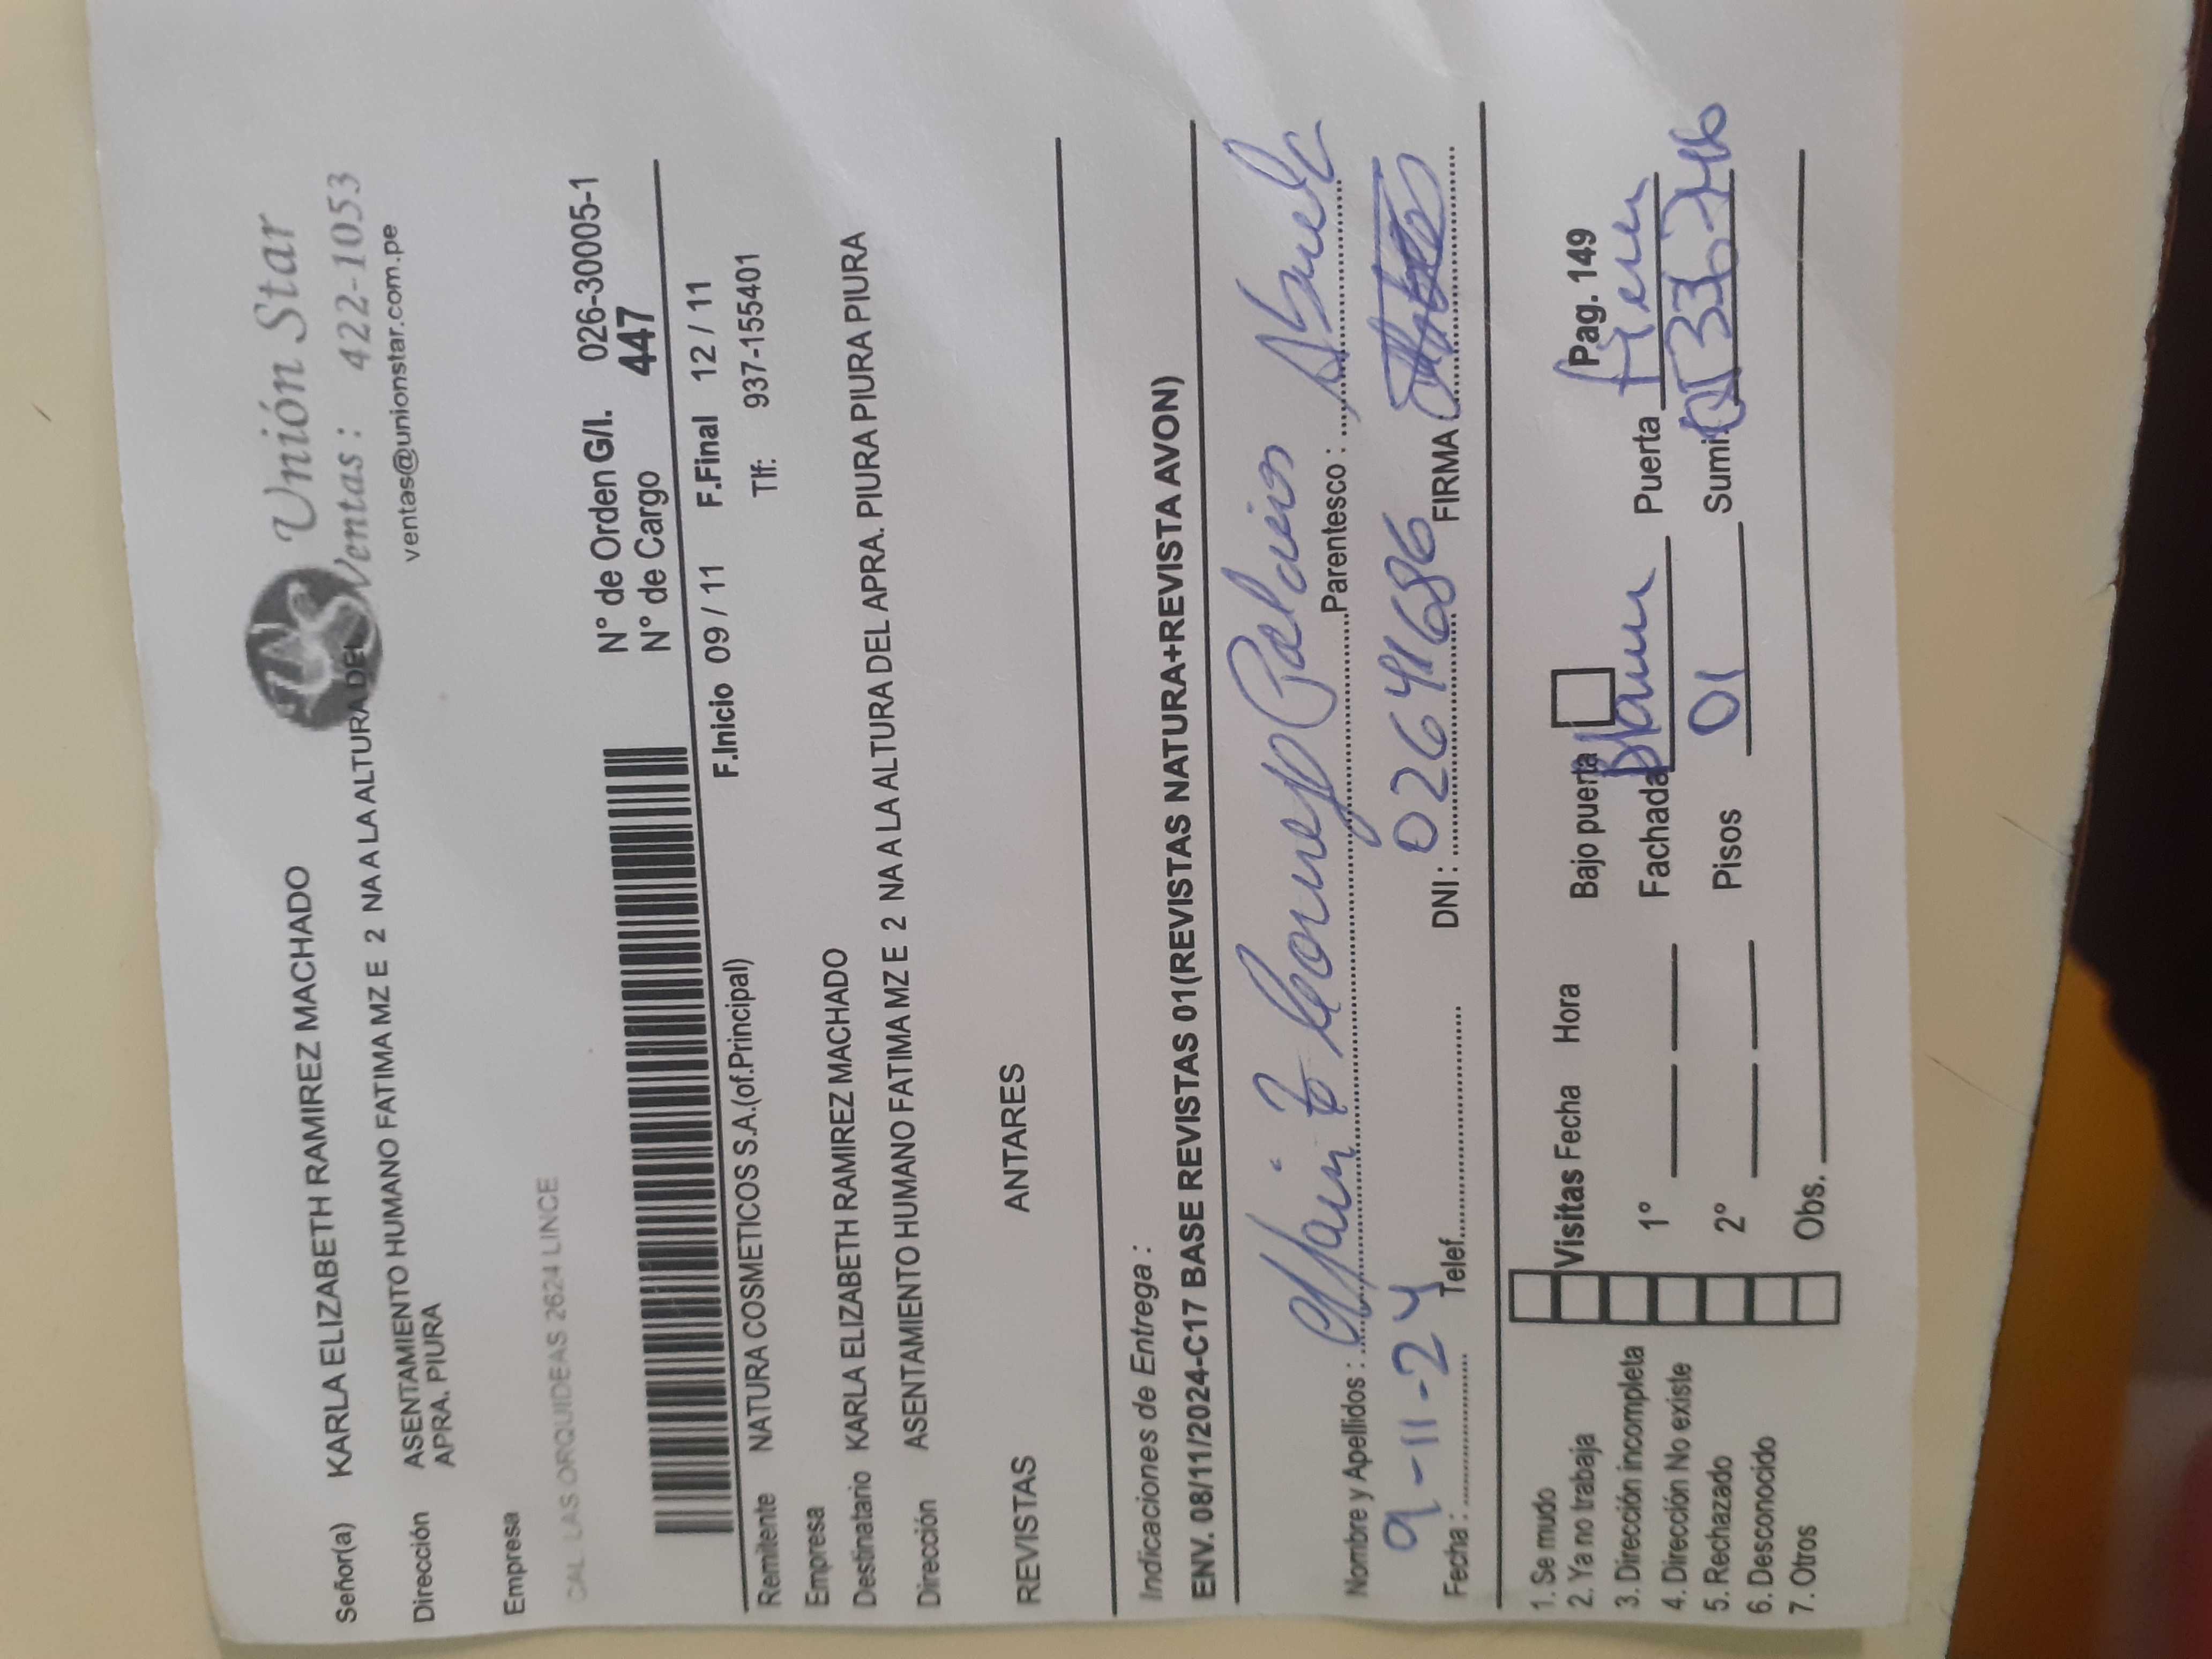 Unión Star
Ventas: 422-1053
ventas@unionstar.com.pe
Señor(a) KARLA ELIZABETH RAMIREZ MACHADO
Dirección ASENTAMIENTO HUMANO FATIMA MZ E 2 NA A LA ALTURA DEL
APRA. PIURA
Empresa
CAL. LAS ORQUIDEAS 2624 LINCE
N° de Orden G/I. 026-30005-1
N° de Cargo 447
F.Inicio 09 / 11 F.Final 12 / 11
Remitente NATURA COSMETICOS S.A.(of.Principal) Tlf: 937-155401
Empresa
Destinatario KARLA ELIZABETH RAMIREZ MACHADO
Dirección ASENTAMIENTO HUMANO FATIMA MZ E 2 NA A LA ALTURA DEL APRA. PIURA PIURA PIURA
REVISTAS ANTARES
Indicaciones de Entrega :
ENV. 08/11/2024-C17 BASE REVISTAS 01(REVISTAS NATURA+REVISTA AVON)
Nombre y Apellidos : Palacios Parentesco :
Fecha : 9-11-24 Telef. DNI : 02641686 FIRMA
1. Se mudo
2. Ya no trabaja
3. Dirección incompleta
4. Dirección No existe
5. Rechazado
6. Desconocido
7. Otros
Visitas Fecha Hora
1°
2°
Obs.
Bajo puerta Pag. 149
Fachada Puerta
Pisos 01 Sumi.